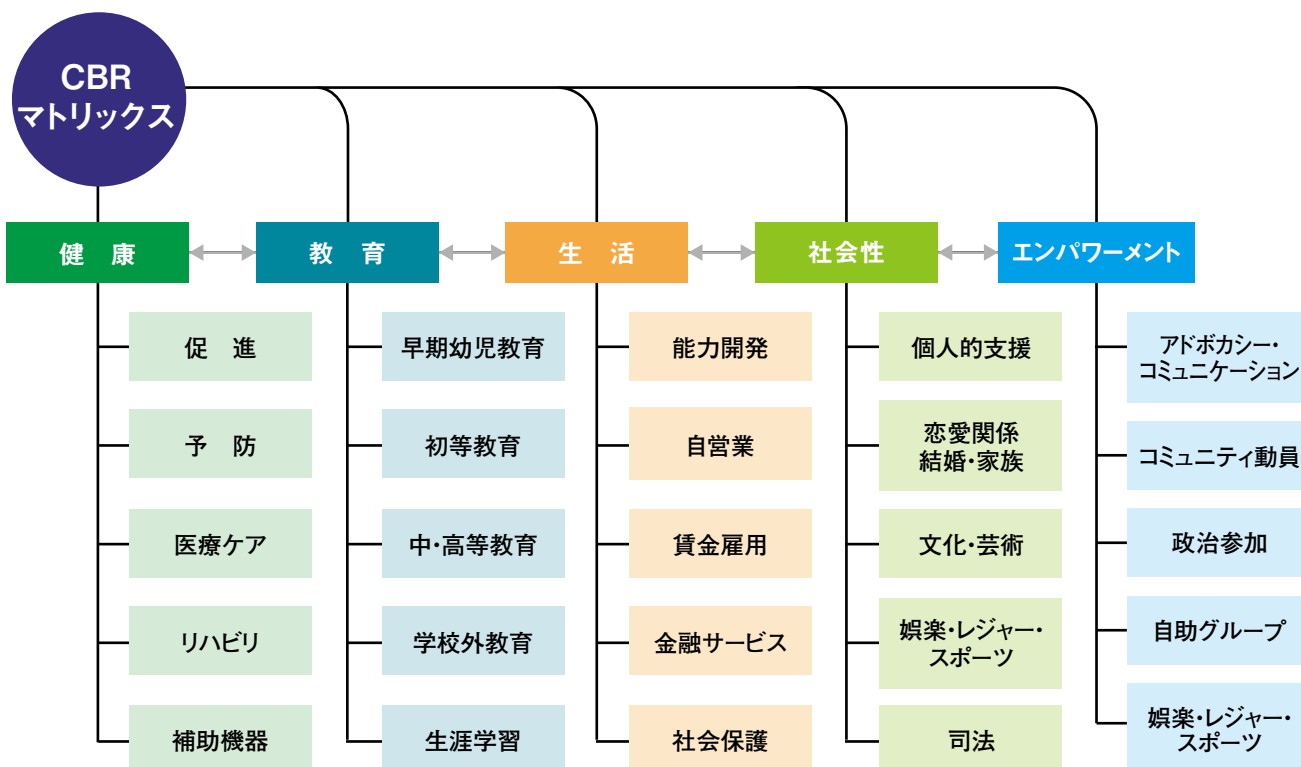 CBR
マトリックス
健　康
教　育
生　活
社会性
エンパワーメント
促　進
予　防
医療ケア
リハビリ
補助機器
早期幼児教育
初等教育
中・高等教育
学校外教育
生涯学習
能力開発
自営業
賃金雇用
金融サービス
社会保護
個人的支援
恋愛関係
結婚・家族
文化・芸術
娯楽・レジャー・
スポーツ
司法
アドボカシー・
コミュニケーション
コミュニティ動員
政治参加
自助グループ
娯楽・レジャー・
スポーツ